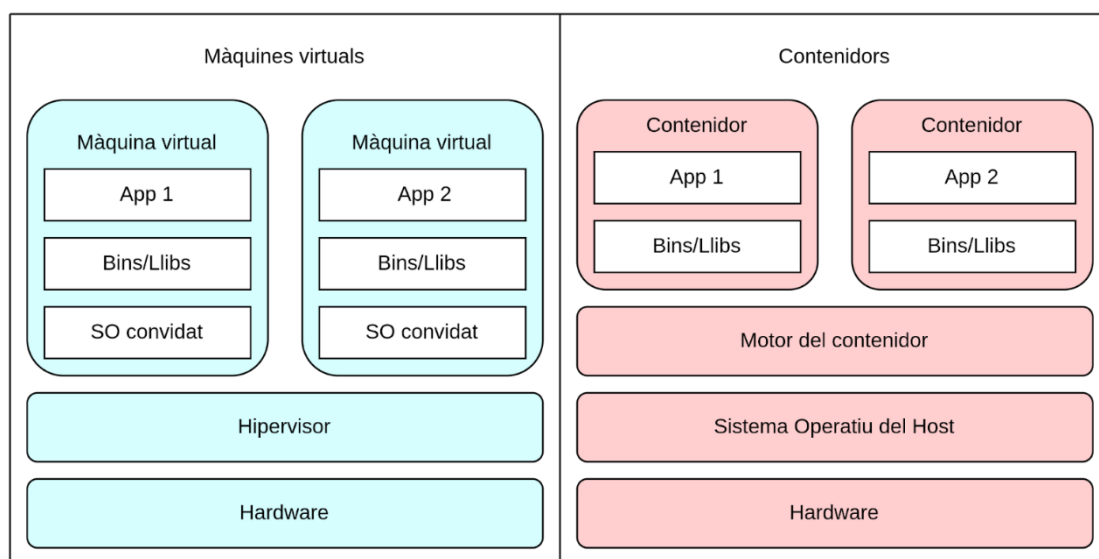 Màquines virtuals
Màquina virtual
App 1
Bins/Llibs
SO convidat
Màquina virtual
App 2
Bins/Llibs
SO convidat
Hipervisor
Hardware
Contenidors
Contenidor
App 1
Bins/Llibs
Contenidor
App 2
Bins/Llibs
Motor del contenidor
Sistema Operatiu del Host
Hardware